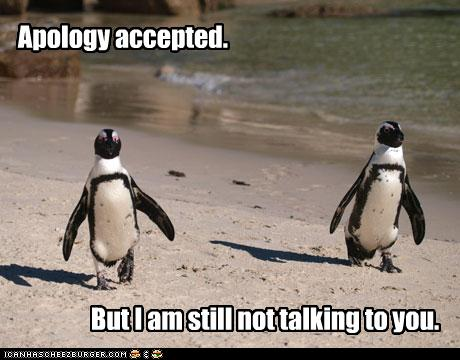 Apology accepted.
But I am still not talking to you.
ICANHASCHEEZBURGER.COM